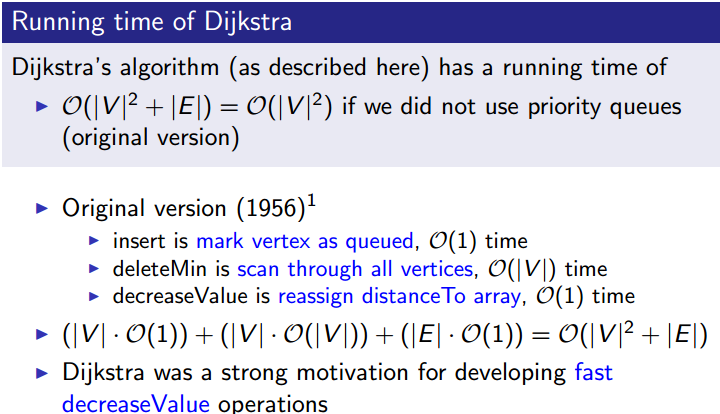 Running time of Dijkstra
Dijkstra's algorithm (as described here) has a running time of
▶ O(|V|² + |E|) = O(|V|²) if we did not use priority queues
(original version)
▶ Original version (1956)¹
▶ insert is mark vertex as queued, O(1) time
▶ deleteMin is scan through all vertices, O(|V|) time
▶ decreaseValue is reassign distanceTo array, O(1) time
▶ (|V| · O(1)) + (|V| · O(|V|)) + (|E| · O(1)) = O(|V|² + |E|)
▶ Dijkstra was a strong motivation for developing fast
decreaseValue operations